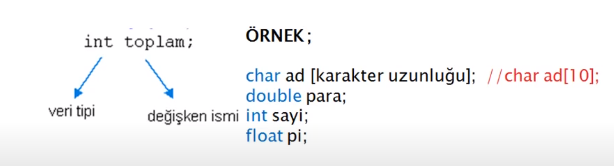 int toplam;
veri tipi
değişken ismi
ÖRNEK;
char ad [karakter uzunluğu]; //char ad[10];
double para;
int sayi;
float pi;